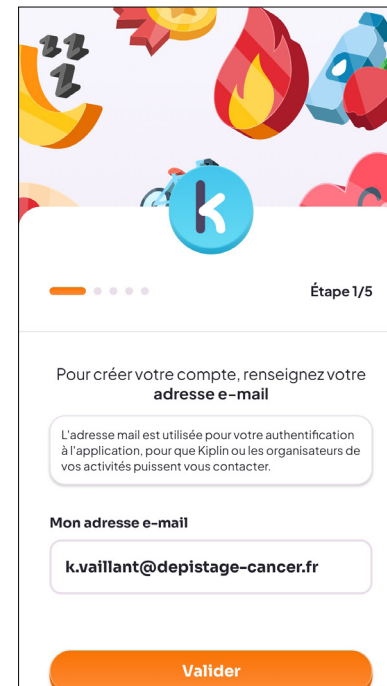 Étape 1/5
Pour créer votre compte, renseignez votre
adresse e-mail
L'adresse mail est utilisée pour votre authentification
à l'application, pour que Kiplin ou les organisateurs de
vos activités puissent vous contacter.
Mon adresse e-mail
k.vaillant@depistage-cancer.fr
Valider